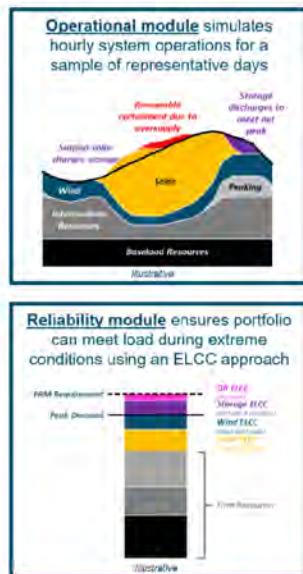 Operational module simulates
hourly system operations for a
sample of representative days
Renewable
curtailment due to
oversupply
Storage
discharges to
meet net
peak
charges storage
Wind
Solar
Peaking
Intermediate
Resources
Baseload Resources
Illustrative
Reliability module ensures portfolio
can meet load during extreme
conditions using an ELCC approach
PRM Requirement
Peak Demand
DR ELCC
Storage ELCC
Wind ELCC
Firm Resources
Illustrative